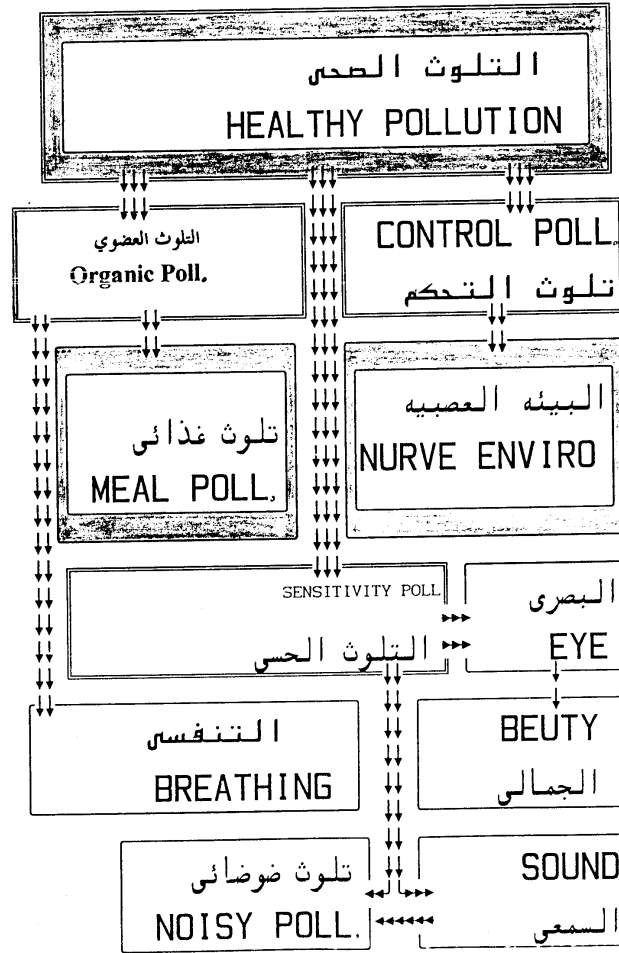 التلوث الصحى
HEALTHY POLLUTION
التلوث العضوي
Organic Poll.
CONTROL POLL.
تلوث التحكم
تلوث غذائى
MEAL POLL.
البيئه العصبيه
NURVE ENVIRO
SENSITIVITY POLL
التلوث الحسى
البصرى
EYE
التنفسى
BREATHING
BEUTY
الجمالى
تلوث ضوضائى
NOISY POLL.
SOUND
السمعى